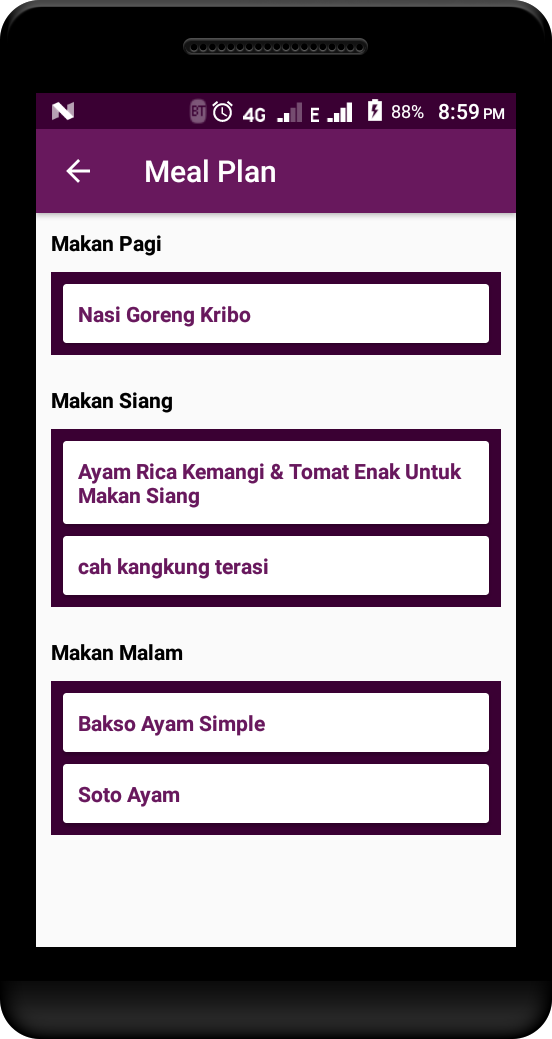 BT 4G E 88% 8:59 PM
Meal Plan
Makan Pagi
Nasi Goreng Kribo
Makan Siang
Ayam Rica Kemangi & Tomat Enak Untuk
Makan Siang
cah kangkung terasi
Makan Malam
Bakso Ayam Simple
Soto Ayam